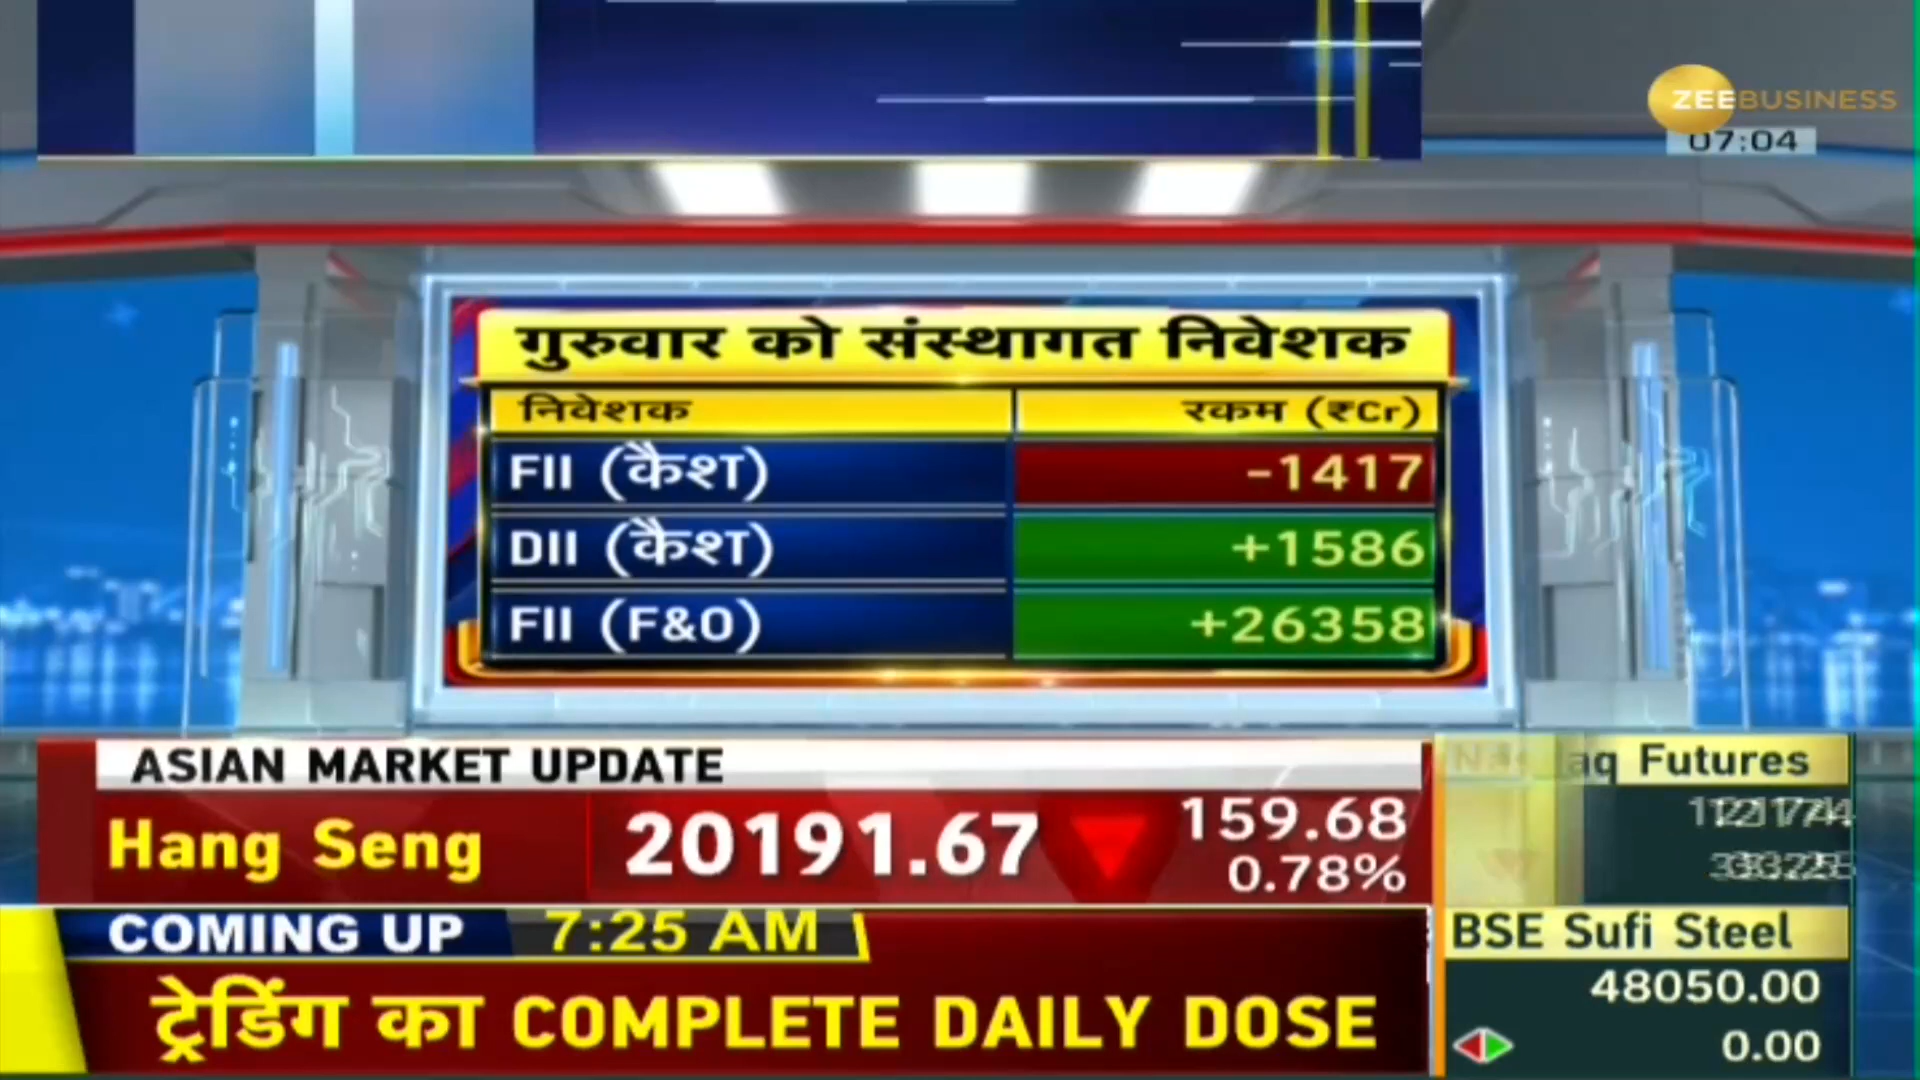 ZEEBUSINESS
07:04
गुरुवार को संस्थागत निवेशक
निवेशक रकम (₹Cr)
FII (कैश) -1417
DII (कैश) +1586
FII (F&O) +26358
ASIAN MARKET UPDATE
Hang Seng 20191.67 159.68
0.78%
Futures
COMING UP 7:25 AM
ट्रेडिंग का COMPLETE DAILY DOSE
BSE Sufi Steel
48050.00
0.00